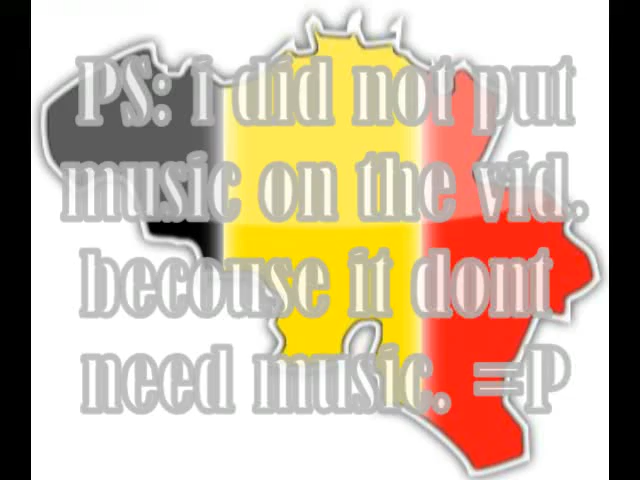 PS: i did not put
music on the vid.
becouse it dont
need music. =P